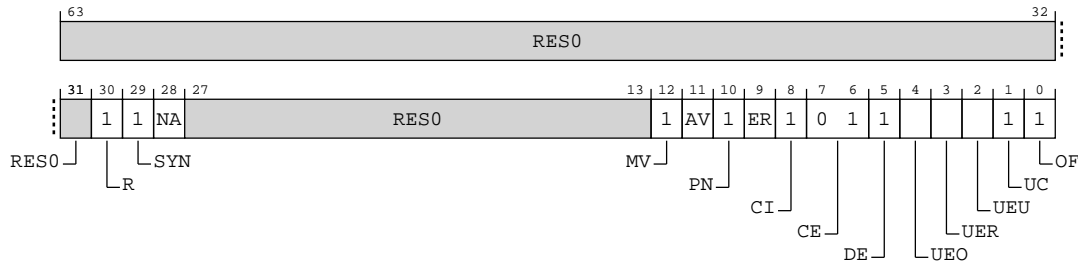 63 32
RES0
31 30 29 28 27 13 12 11 10 9 8 7 6 5 4 3 2 1 0
1 1 NA RES0 1 AV 1 ER 1 0 1 1 1 1
RES0 SYN MV OF
R PN UC
CI UEU
CE UER
DE UEO